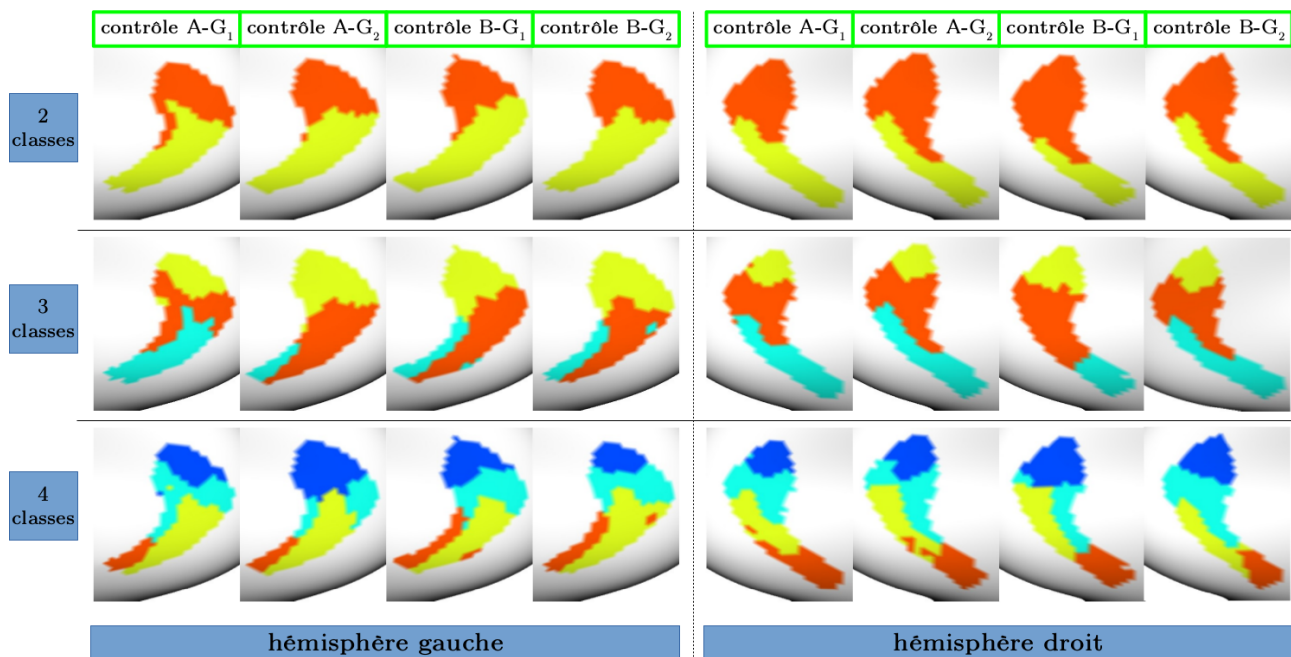 contrôle A-G₁ contrôle A-G₂ contrôle B-G₁ contrôle B-G₂ contrôle A-G₁ contrôle A-G₂ contrôle B-G₁ contrôle B-G₂
2
classes
3
classes
4
classes
hémisphère gauche hémisphère droit